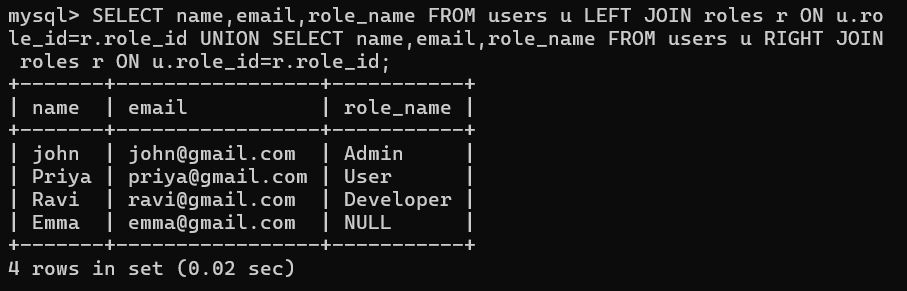 mysql> SELECT name,email,role_name FROM users u LEFT JOIN roles r ON u.ro
le_id=r.role_id UNION SELECT name,email,role_name FROM users u RIGHT JOIN
 roles r ON u.role_id=r.role_id;
+-------+-----------------+-----------+
| name  | email           | role_name |
+-------+-----------------+-----------+
| john  | john@gmail.com  | Admin     |
| Priya | priya@gmail.com | User      |
| Ravi  | ravi@gmail.com  | Developer |
| Emma  | emma@gmail.com  | NULL      |
+-------+-----------------+-----------+
4 rows in set (0.02 sec)